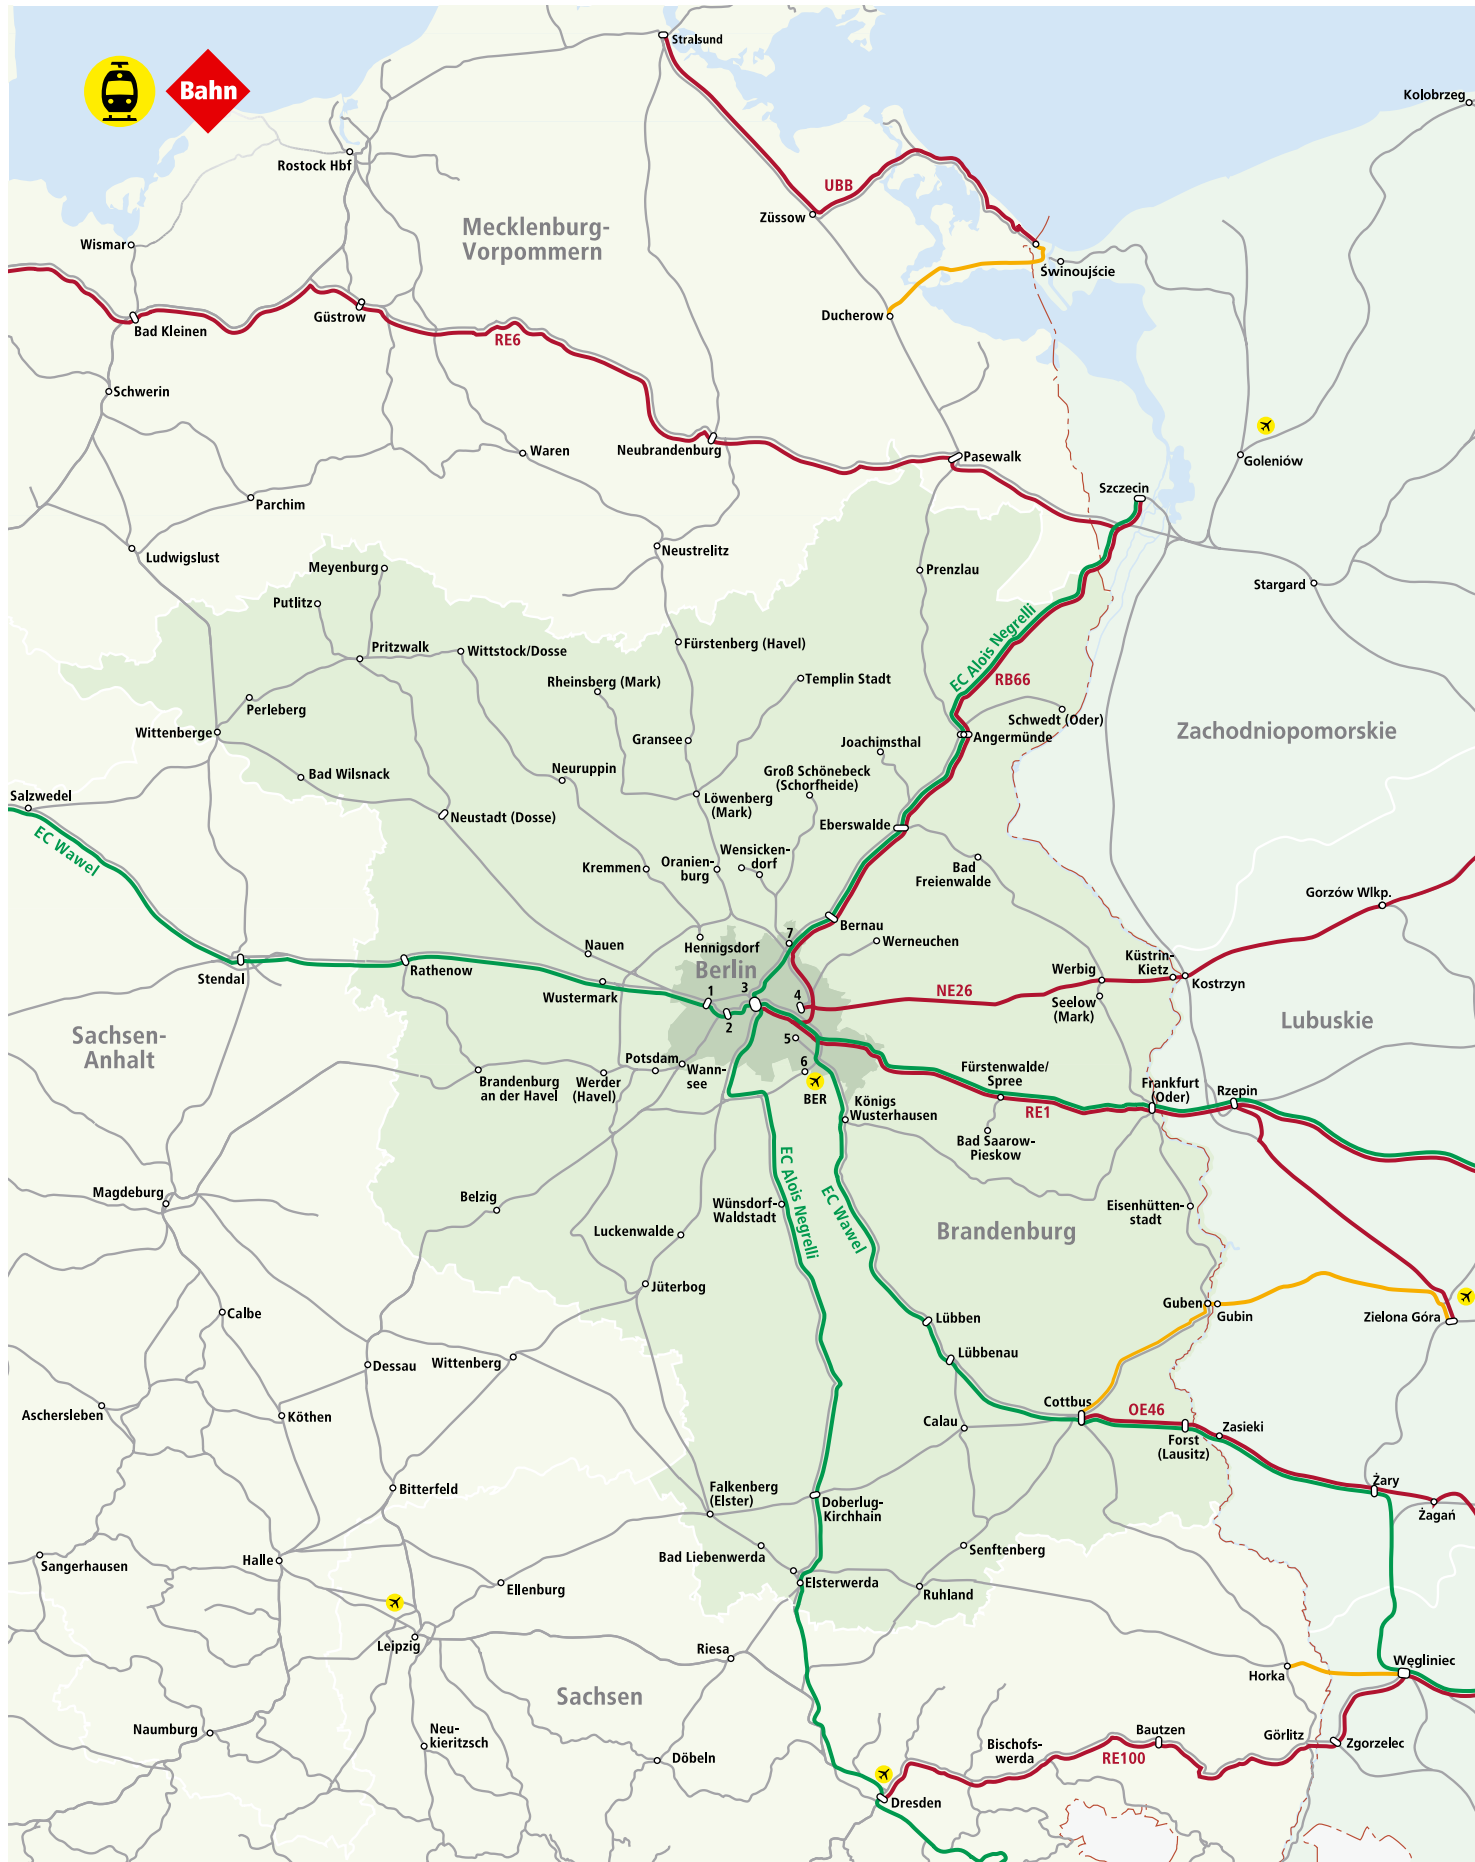 Stralsund
Bahn
Kolobrzeg
Rostock Hbf
UBB
Züssow
Mecklenburg-
Vorpommern
Wismar
Świnoujście
Ducherow
Bad Kleinen
Güstrow
RE6
Schwerin
Waren
Neubrandenburg
Pasewalk
Goleniów
Szczecin
Parchim
Ludwigslust
Neustrelitz
Meyenburg
Prenzlau
Stargard
Putlitz
EC Alois Negrelli
Pritzwalk
Wittstock/Dosse
Fürstenberg (Havel)
Rheinsberg (Mark)
Templin Stadt
RB66
Perleberg
Schwedt (Oder)
Wittenberge
Gransee
Joachimsthal
Angermünde
Zachodniopomorskie
Bad Wilsnack
Neuruppin
Groß Schönebeck
(Schorfheide)
Salzwedel
Löwenberg
(Mark)
Neustadt (Dosse)
Eberswalde
EC Wawel
Kremmen
Oranien-
burg
Wensicken-
dorf
Bad
Freienwalde
Gorzów Wlkp.
Bernau
Nauen
Hennigsdorf
7
Werneuchen
Berlin
Stendal
Rathenow
Werbig
Küstrin-
Kietz
Kostrzyn
Wustermark
1
3
4
NE26
Seelow
(Mark)
2
Lubuskie
Sachsen-
Anhalt
5
Potsdam
Wann-
see
6
BER
Brandenburg
an der Havel
Werder
(Havel)
Fürstenwalde/
Spree
Frankfurt
(Oder)
Rzepin
Königs
Wusterhausen
RE1
Bad Saarow-
Pieskow
Magdeburg
Belzig
EC Alois Negrelli
EC Wawel
Wünsdorf-
Waldstadt
Eisenhütten-
stadt
Luckenwalde
Brandenburg
Jüterbog
Calbe
Guben
Gubin
Zielona Góra
Lübben
Dessau
Wittenberg
Lübbenau
Aschersleben
Köthen
Cottbus
OE46
Calau
Forst
(Lausitz)
Zasieki
Bitterfeld
Falkenberg
(Elster)
Doberlug-
Kirchhain
Żary
Żagań
Sangerhausen
Halle
Bad Liebenwerda
Senftenberg
Ellenburg
Elsterwerda
Ruhland
Leipzig
Riesa
Horka
Węgliniec
Sachsen
Naumburg
Neu-
kieritzsch
Döbeln
Bischofs-
werda
Bautzen
Görlitz
Zgorzelec
RE100
Dresden